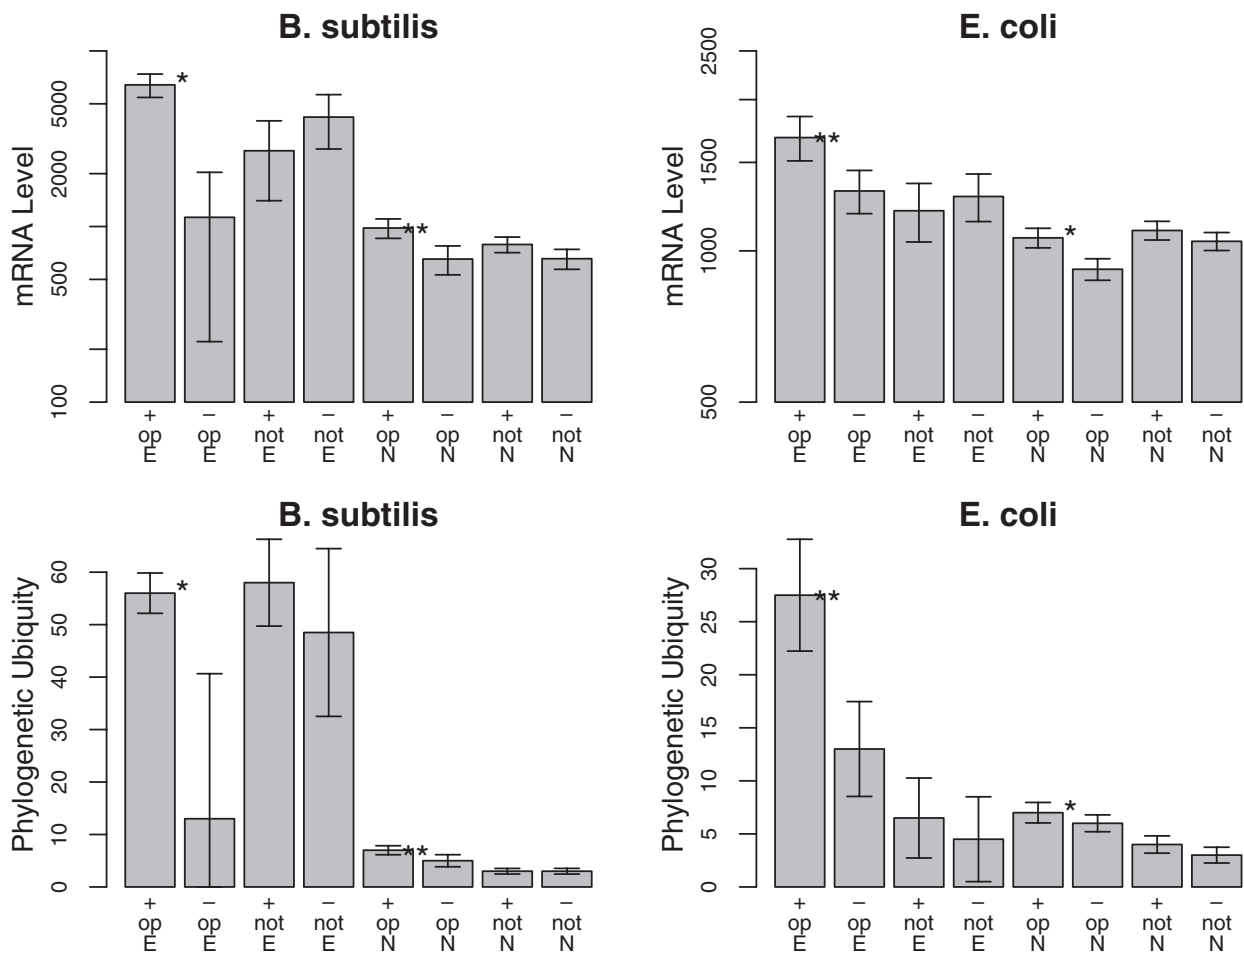 B. subtilis
mRNA Level
5000
2000
500
100
*
**
+ − + − + − + −
op op not not op op not not
E E E E N N N N
E. coli
mRNA Level
2500
1500
1000
500
**
*
+ − + − + − + −
op op not not op op not not
E E E E N N N N
B. subtilis
Phylogenetic Ubiquity
60
50
40
30
20
10
0
*
**
+ − + − + − + −
op op not not op op not not
E E E E N N N N
E. coli
Phylogenetic Ubiquity
30
25
20
15
10
5
0
**
*
+ − + − + − + −
op op not not op op not not
E E E E N N N N